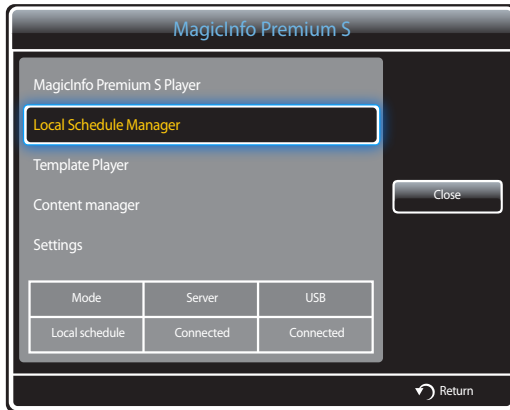 MagicInfo Premium S
MagicInfo Premium S Player
Local Schedule Manager
Template Player
Content manager
Settings
Close
Mode Server USB
Local schedule Connected Connected
Return